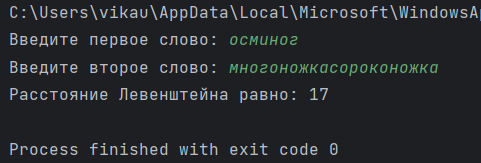 C:\Users\vikau\AppData\Local\Microsoft\WindowsAp
Введите первое слово: осминог
Введите второе слово: многоножкасороконожка
Расстояние Левенштейна равно: 17
Process finished with exit code 0